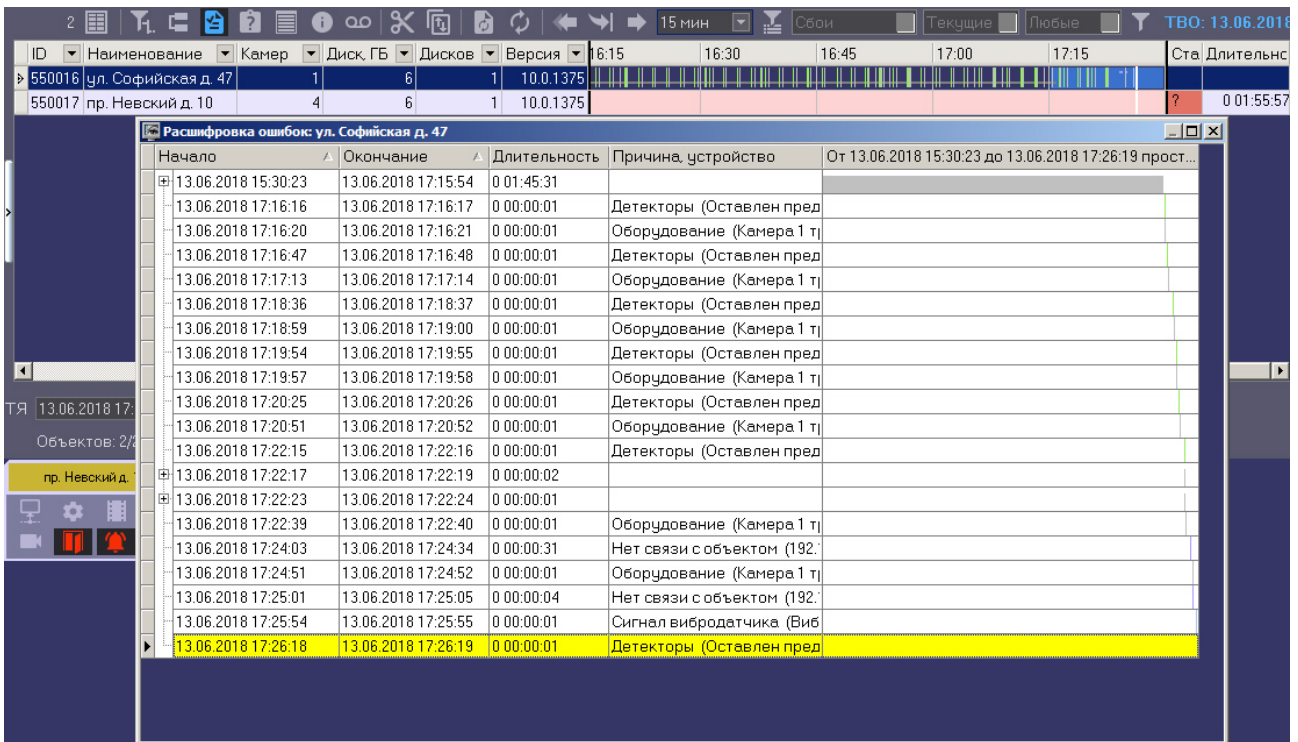 2 15 мин Сбои Текущие Любые ТВО: 13.06.2018
ID Наименование Камер Диск, ГБ Дисков Версия 16:15 16:30 16:45 17:00 17:15 Ста Длительнс
550016 ул. Софийская д. 47 1 6 1 10.0.1375
550017 пр. Невский д. 10 4 6 1 10.0.1375 ? 0 01:55:57
Расшифровка ошибок: ул. Софийская д. 47
Начало Окончание Длительность Причина, устройство От 13.06.2018 15:30:23 до 13.06.2018 17:26:19 прост...
13.06.2018 15:30:23 13.06.2018 17:15:54 0 01:45:31
13.06.2018 17:16:16 13.06.2018 17:16:17 0 00:00:01 Детекторы (Оставлен пред
13.06.2018 17:16:20 13.06.2018 17:16:21 0 00:00:01 Оборудование (Камера 1 т
13.06.2018 17:16:47 13.06.2018 17:16:48 0 00:00:01 Детекторы (Оставлен пред
13.06.2018 17:17:13 13.06.2018 17:17:14 0 00:00:01 Оборудование (Камера 1 т
13.06.2018 17:18:36 13.06.2018 17:18:37 0 00:00:01 Детекторы (Оставлен пред
13.06.2018 17:18:59 13.06.2018 17:19:00 0 00:00:01 Оборудование (Камера 1 т
13.06.2018 17:19:54 13.06.2018 17:19:55 0 00:00:01 Детекторы (Оставлен пред
13.06.2018 17:19:57 13.06.2018 17:19:58 0 00:00:01 Оборудование (Камера 1 т
13.06.2018 17:20:25 13.06.2018 17:20:26 0 00:00:01 Детекторы (Оставлен пред
13.06.2018 17:20:51 13.06.2018 17:20:52 0 00:00:01 Оборудование (Камера 1 т
13.06.2018 17:22:15 13.06.2018 17:22:16 0 00:00:01 Детекторы (Оставлен пред
13.06.2018 17:22:17 13.06.2018 17:22:19 0 00:00:02
13.06.2018 17:22:23 13.06.2018 17:22:24 0 00:00:01
13.06.2018 17:22:39 13.06.2018 17:22:40 0 00:00:01 Оборудование (Камера 1 т
13.06.2018 17:24:03 13.06.2018 17:24:34 0 00:00:31 Нет связи с объектом (192.
13.06.2018 17:24:51 13.06.2018 17:24:52 0 00:00:01 Оборудование (Камера 1 т
13.06.2018 17:25:01 13.06.2018 17:25:05 0 00:00:04 Нет связи с объектом (192.
13.06.2018 17:25:54 13.06.2018 17:25:55 0 00:00:01 Сигнал вибродатчика (Виб
13.06.2018 17:26:18 13.06.2018 17:26:19 0 00:00:01 Детекторы (Оставлен пред
ТЯ 13.06.2018 17:
Объектов: 2/2
пр. Невский д.